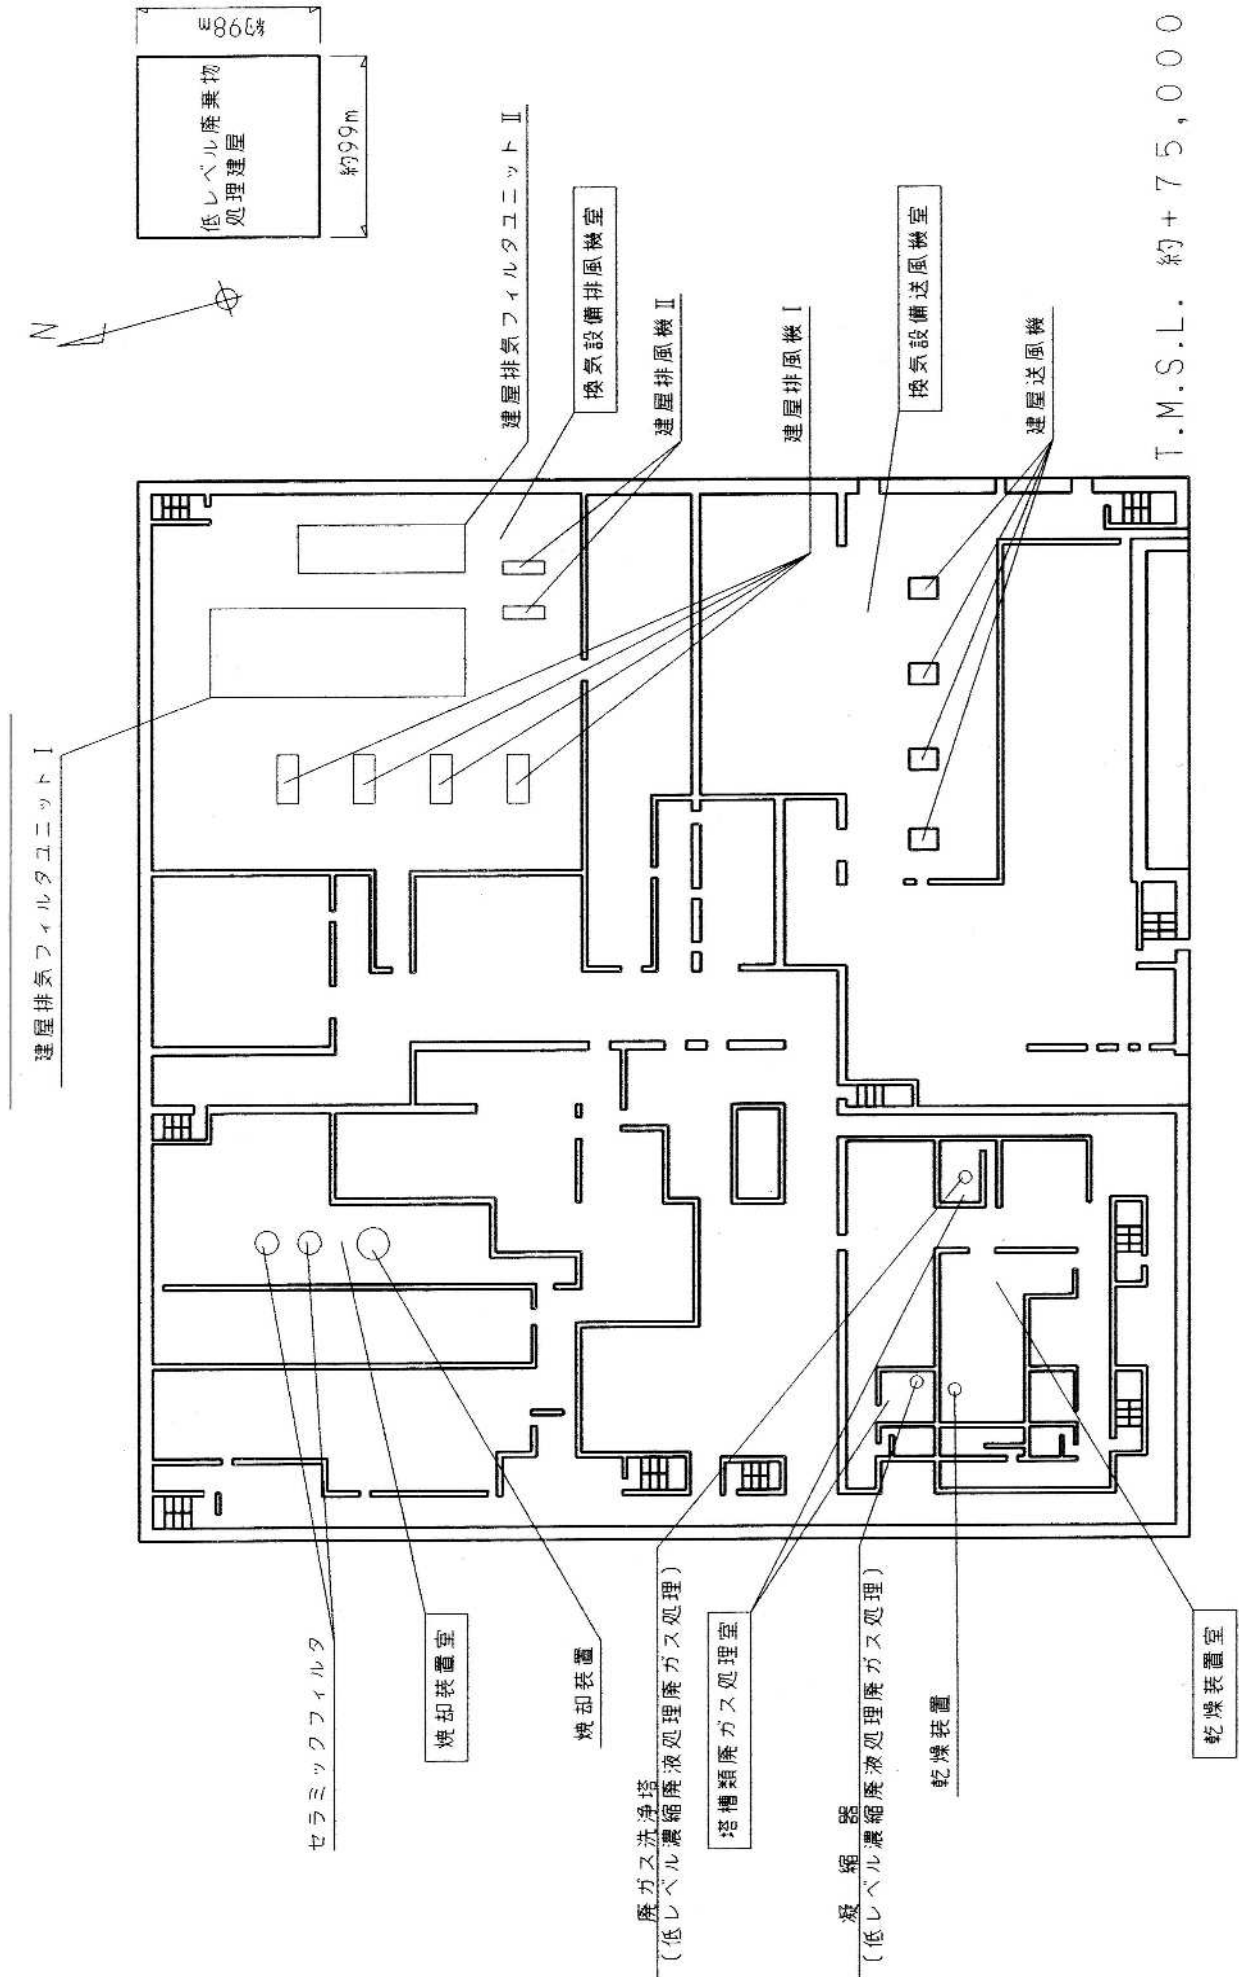 約98m
低レベル廃棄物
処理建屋
約99m
N
建屋排気フィルタユニットⅠ
建屋排気フィルタユニットⅡ
換気設備排風機室
建屋排風機Ⅱ
建屋排風機Ⅰ
換気設備送風機室
建屋送風機
セラミックフィルタ
焼却装置室
焼却装置
廃ガス洗浄塔
(低レベル濃縮廃液処理廃ガス処理)
塔槽類廃ガス処理室
凝縮器
(低レベル濃縮廃液処理廃ガス処理)
乾燥装置
乾燥装置室
T.M.S.L. 約+75,000